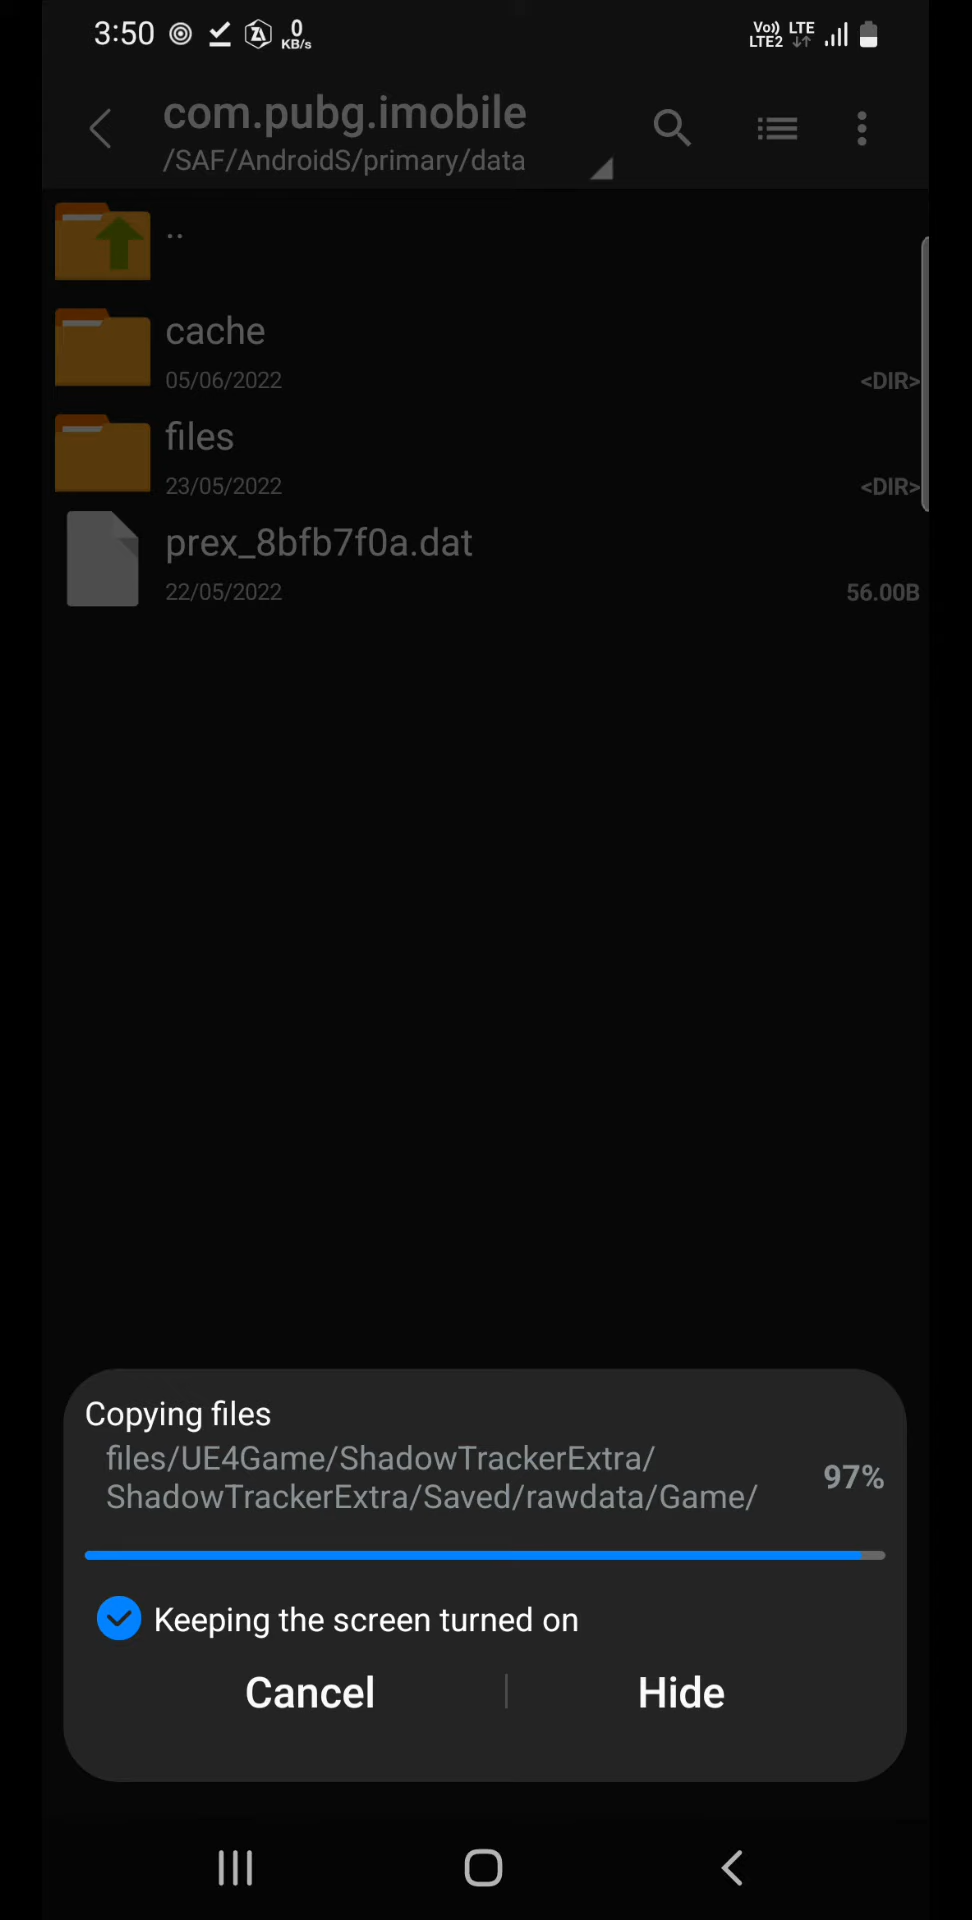 3:50 0 KB/s Vo)) LTE2 LTE
com.pubg.imobile
/SAF/AndroidS/primary/data
..
cache
05/06/2022 <DIR>
files
23/05/2022 <DIR>
prex_8bfb7f0a.dat
22/05/2022 56.00B
Copying files
files/UE4Game/ShadowTrackerExtra/
ShadowTrackerExtra/Saved/rawdata/Game/
97%
Keeping the screen turned on
Cancel | Hide